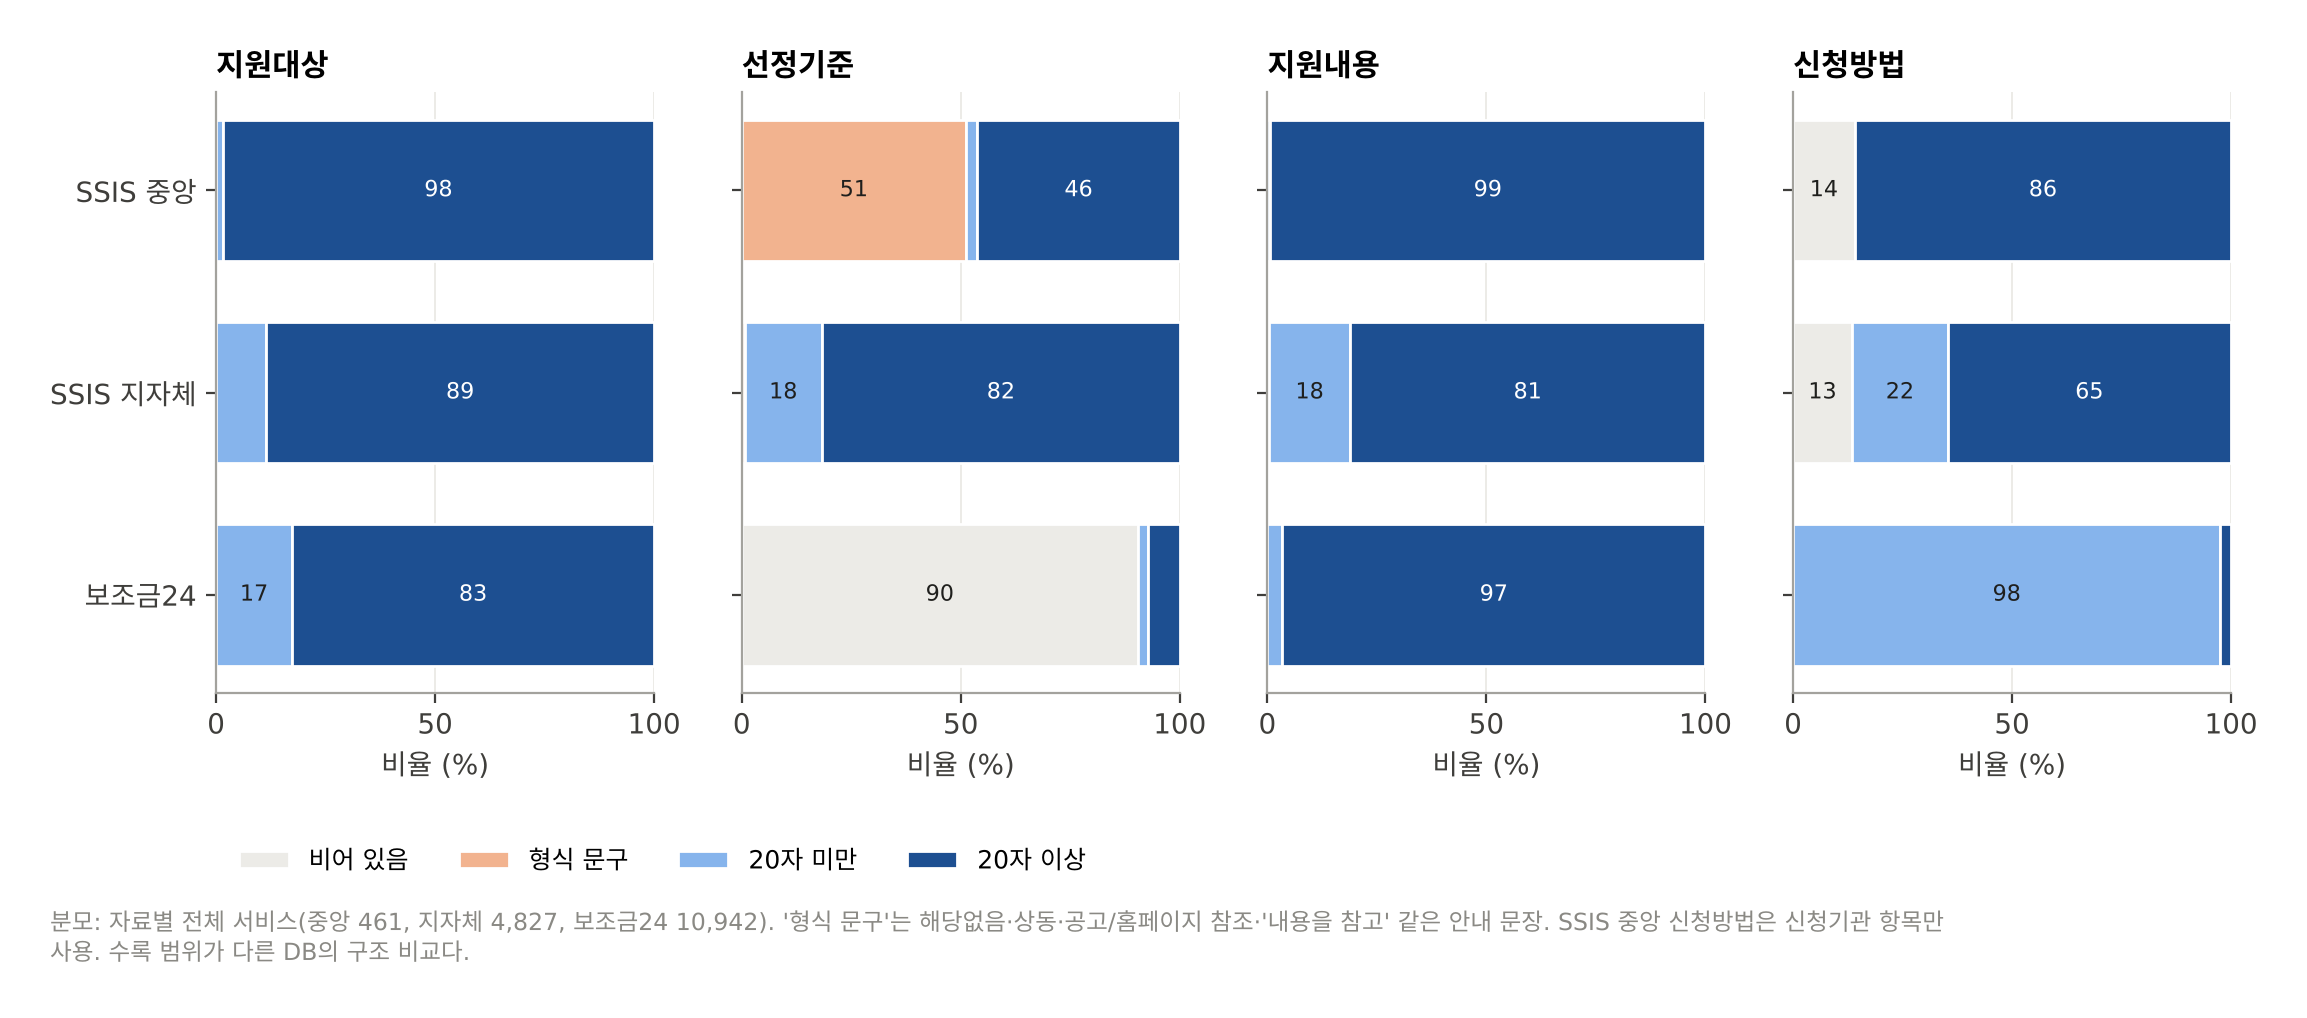 지원대상 선정기준 지원내용 신청방법
SSIS 중앙 98 51 46 99 14 86
SSIS 지자체 89 18 82 18 81 13 22 65
보조금24 17 83 90 97 98
0 50 100 0 50 100 0 50 100 0 50 100
비율 (%) 비율 (%) 비율 (%) 비율 (%)
비어 있음 형식 문구 20자 미만 20자 이상
분모: 자료별 전체 서비스(중앙 461, 지자체 4,827, 보조금24 10,942). '형식 문구'는 해당없음·상동·공고/홈페이지 참조·'내용을 참고' 같은 안내 문장. SSIS 중앙 신청방법은 신청기관 항목만
사용. 수록 범위가 다른 DB의 구조 비교다.